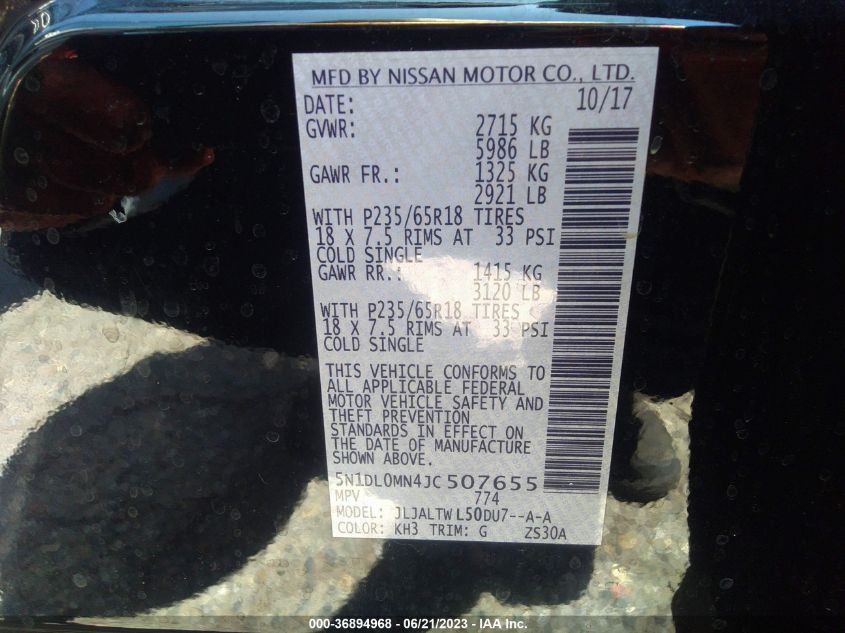 MFD BY NISSAN MOTOR CO., LTD.
DATE: 10/17
GVWR: 2715 KG
5986 LB
GAWR FR.: 1325 KG
2921 LB
WITH P235/65R18 TIRES
18 X 7.5 RIMS AT 33 PSI
COLD SINGLE
GAWR RR.: 1415 KG
3120 LB
WITH P235/65R18 TIRES
18 X 7.5 RIMS AT 33 PSI
COLD SINGLE
THIS VEHICLE CONFORMS TO
ALL APPLICABLE FEDERAL
MOTOR VEHICLE SAFETY AND
THEFT PREVENTION
STANDARDS IN EFFECT ON
THE DATE OF MANUFACTURE
SHOWN ABOVE.
5N1DL0MN4JC507655
MPV 774
MODEL: JLJALTWL50DU7--A-A
COLOR: KH3 TRIM: G ZS30A
000-36894968 - 06/21/2023 - IAA Inc.